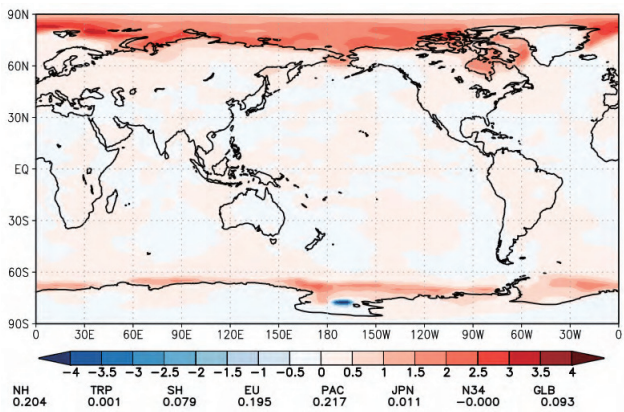 90N
60N
30N
EQ
30S
60S
90S
0 30E 60E 90E 120E 150E 180 150W 120W 90W 60W 30W 0
−4 −3.5 −3 −2.5 −2 −1.5 −1 −0.5 0 0.5 1 1.5 2 2.5 3 3.5 4
NH TRP SH EU PAC JPN N34 GLB
0.204 0.001 0.079 0.195 0.217 0.011 −0.000 0.093